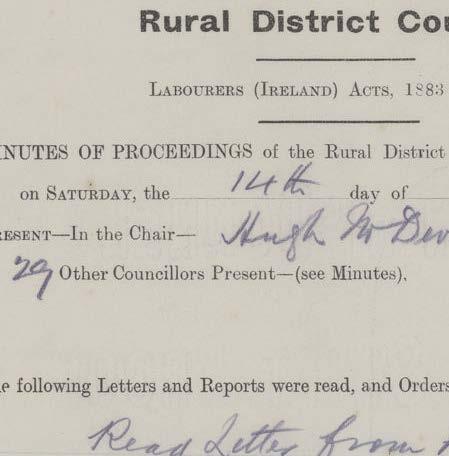 Rural District Cou
LABOURERS (IRELAND) ACTS, 1883
INUTES OF PROCEEDINGS of the Rural District
on SATURDAY, the 14th day of
RESENT—In the Chair— Hugh McDev
29 Other Councillors Present—(see Minutes).
e following Letters and Reports were read, and Orders
Read Letter from